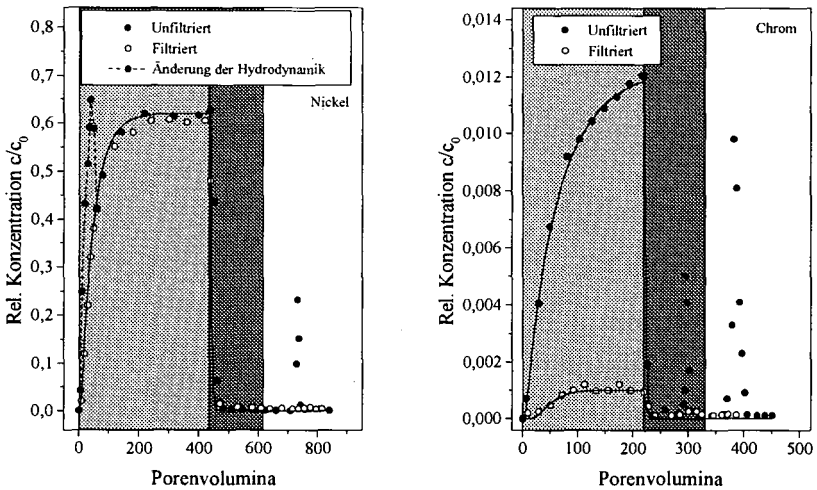 Rel. Konzentration c/c₀
0,8
0,7
0,6
0,5
0,4
0,3
0,2
0,1
0,0
Unfiltriert
Filtriert
Änderung der Hydrodynamik
Nickel
0 200 400 600 800
Porenvolumina
Rel. Konzentration c/c₀
0,014
0,012
0,010
0,008
0,006
0,004
0,002
0,000
Unfiltriert
Filtriert
Chrom
0 100 200 300 400 500
Porenvolumina